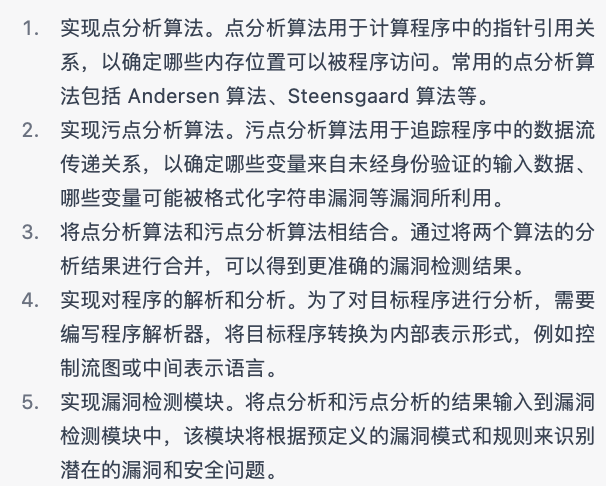 1. 实现点分析算法。点分析算法用于计算程序中的指针引用关
系，以确定哪些内存位置可以被程序访问。常用的点分析算
法包括 Andersen 算法、Steensgaard 算法等。
2. 实现污点分析算法。污点分析算法用于追踪程序中的数据流
传递关系，以确定哪些变量来自未经身份验证的输入数据、
哪些变量可能被格式化字符串漏洞等漏洞所利用。
3. 将点分析算法和污点分析算法相结合。通过将两个算法的分
析结果进行合并，可以得到更准确的漏洞检测结果。
4. 实现对程序的解析和分析。为了对目标程序进行分析，需要
编写程序解析器，将目标程序转换为内部表示形式，例如控
制流图或中间表示语言。
5. 实现漏洞检测模块。将点分析和污点分析的结果输入到漏洞
检测模块中，该模块将根据预定义的漏洞模式和规则来识别
潜在的漏洞和安全问题。